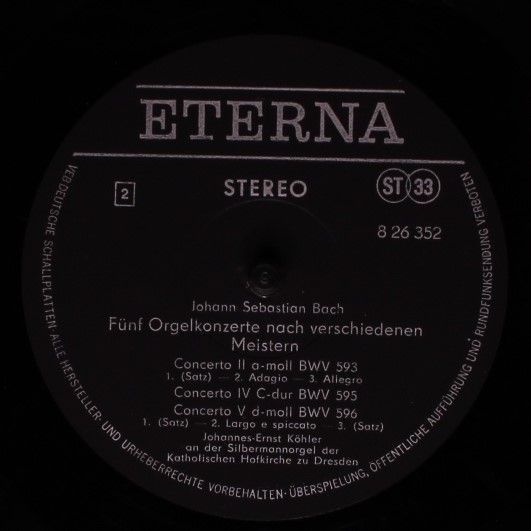 ETERNA
2
STEREO
ST 33
8 26 352
Johann Sebastian Bach
Fünf Orgelkonzerte nach verschiedenen
Meistern
Concerto II a-moll BWV 593
1. (Satz) — 2. Adagio — 3. Allegro
Concerto IV C-dur BWV 595
Concerto V d-moll BWV 596
1. (Satz) — 2. Largo e spiccato — 3. (Satz)
Johannes-Ernst Köhler
an der Silbermannorgel der
Katholischen Hofkirche zu Dresden
VEB DEUTSCHE SCHALLPLATTEN · ALLE HERSTELLER- UND URHEBERRECHTE VORBEHALTEN · ÜBERSPIELUNG, ÖFFENTLICHE AUFFÜHRUNG UND RUNDFUNKSENDUNG VERBOTEN